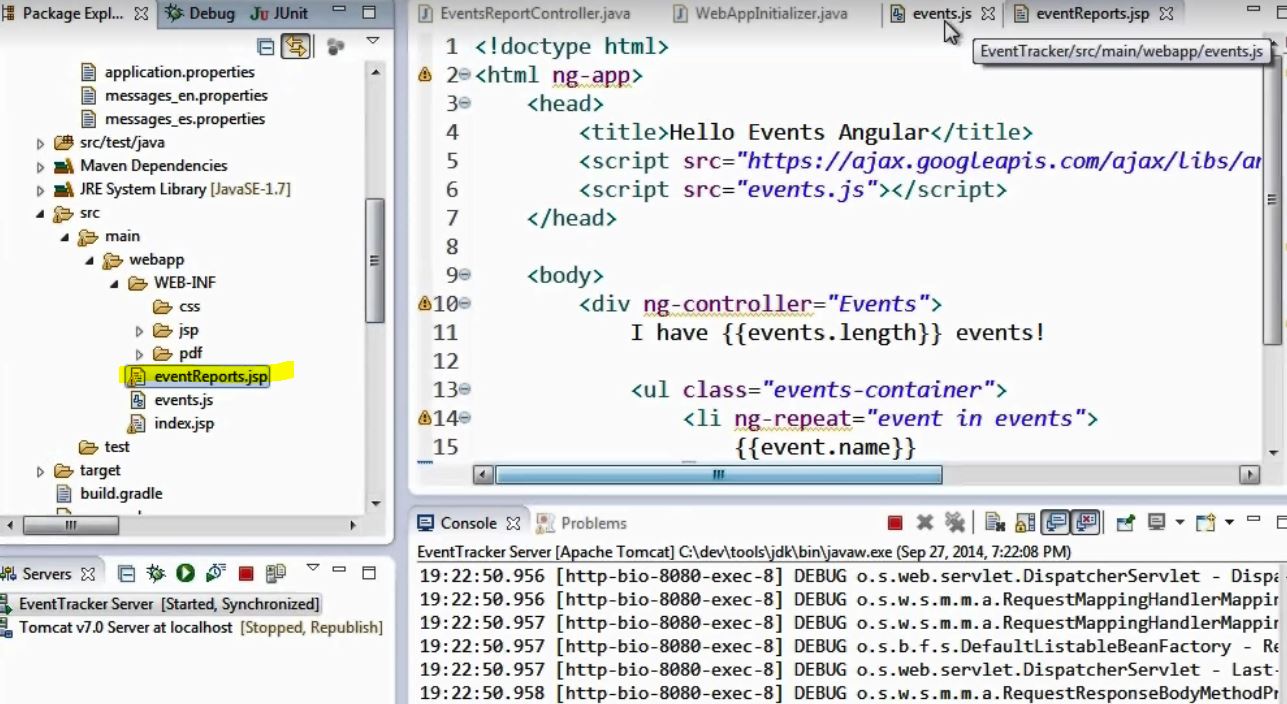 Package Expl... Debug JUnit
application.properties
messages_en.properties
messages_es.properties
src/test/java
Maven Dependencies
JRE System Library [JavaSE-1.7]
src
main
webapp
WEB-INF
css
jsp
pdf
eventReports.jsp
events.js
index.jsp
test
target
build.gradle
Servers
EventTracker Server [Started, Synchronized]
Tomcat v7.0 Server at localhost [Stopped, Republish]
EventsReportController.java WebAppInitializer.java events.js eventReports.jsp
EventTracker/src/main/webapp/events.js
1 <!doctype html>
2 <html ng-app>
3 <head>
4 <title>Hello Events Angular</title>
5 <script src="https://ajax.googleapis.com/ajax/libs/an
6 <script src="events.js"></script>
7 </head>
8
9 <body>
10 <div ng-controller="Events">
11 I have {{events.length}} events!
12
13 <ul class="events-container">
14 <li ng-repeat="event in events">
15 {{event.name}}
Console Problems
EventTracker Server [Apache Tomcat] C:\dev\tools\jdk\bin\javaw.exe (Sep 27, 2014, 7:22:08 PM)
19:22:50.956 [http-bio-8080-exec-8] DEBUG o.s.web.servlet.DispatcherServlet - Dispa
19:22:50.956 [http-bio-8080-exec-8] DEBUG o.s.w.s.m.m.a.RequestMappingHandlerMappin
19:22:50.957 [http-bio-8080-exec-8] DEBUG o.s.w.s.m.m.a.RequestMappingHandlerMappin
19:22:50.957 [http-bio-8080-exec-8] DEBUG o.s.b.f.s.DefaultListableBeanFactory - Re
19:22:50.957 [http-bio-8080-exec-8] DEBUG o.s.web.servlet.DispatcherServlet - Last-
19:22:50.958 [http-bio-8080-exec-8] DEBUG o.s.w.s.m.m.a.RequestResponseBodyMethodPr